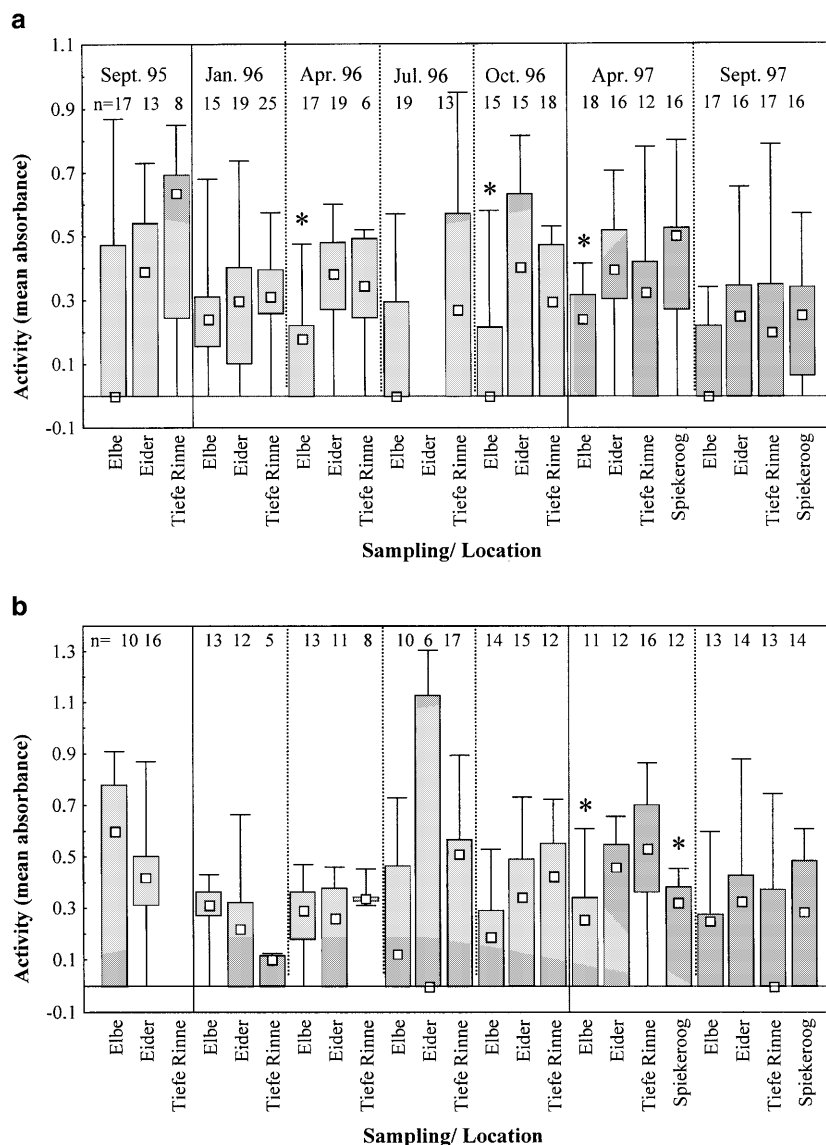 a
1.1
0.9
0.7
0.5
0.3
0.1
-0.1
Activity (mean absorbance)
Sept. 95 Jan. 96 Apr. 96 Jul. 96 Oct. 96 Apr. 97 Sept. 97
n=17 13 8 15 19 25 17 19 6 19 13 15 15 18 18 16 12 16 17 16 17 16
* * *
Elbe Eider Tiefe Rinne Elbe Eider Tiefe Rinne Elbe Eider Tiefe Rinne Elbe Eider Tiefe Rinne Elbe Eider Tiefe Rinne Elbe Eider Tiefe Rinne Spiekeroog Elbe Eider Tiefe Rinne Spiekeroog
Sampling/ Location
b
1.3
1.1
0.9
0.7
0.5
0.3
0.1
-0.1
Activity (mean absorbance)
n= 10 16 13 12 5 13 11 8 10 6 17 14 15 12 11 12 16 12 13 14 13 14
* *
Elbe Eider Tiefe Rinne Elbe Eider Tiefe Rinne Elbe Eider Tiefe Rinne Elbe Eider Tiefe Rinne Elbe Eider Tiefe Rinne Elbe Eider Tiefe Rinne Spiekeroog Elbe Eider Tiefe Rinne Spiekeroog
Sampling/ Location